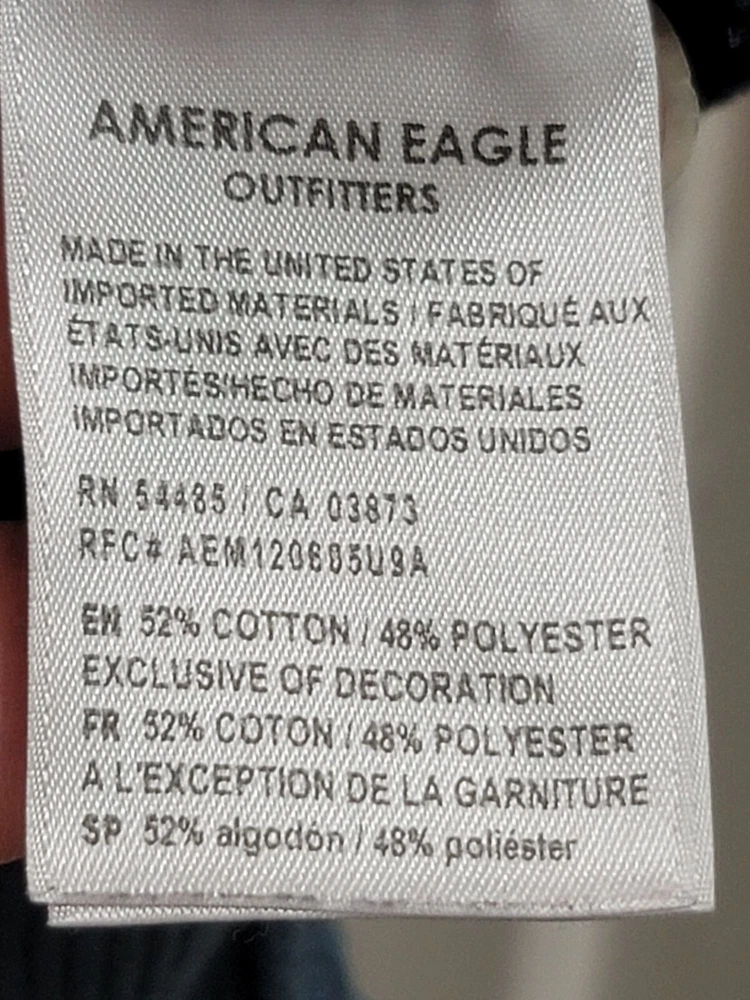 AMERICAN EAGLE
OUTFITTERS
MADE IN THE UNITED STATES OF
IMPORTED MATERIALS / FABRIQUÉ AUX
ÉTATS-UNIS AVEC DES MATÉRIAUX
IMPORTÉS/HECHO DE MATERIALES
IMPORTADOS EN ESTADOS UNIDOS
RN 54485 / CA 03873
RFC# AEM120685U9A
EN 52% COTTON / 48% POLYESTER
EXCLUSIVE OF DECORATION
FR 52% COTON / 48% POLYESTER
A L'EXCEPTION DE LA GARNITURE
SP 52% algodón / 48% poliéster